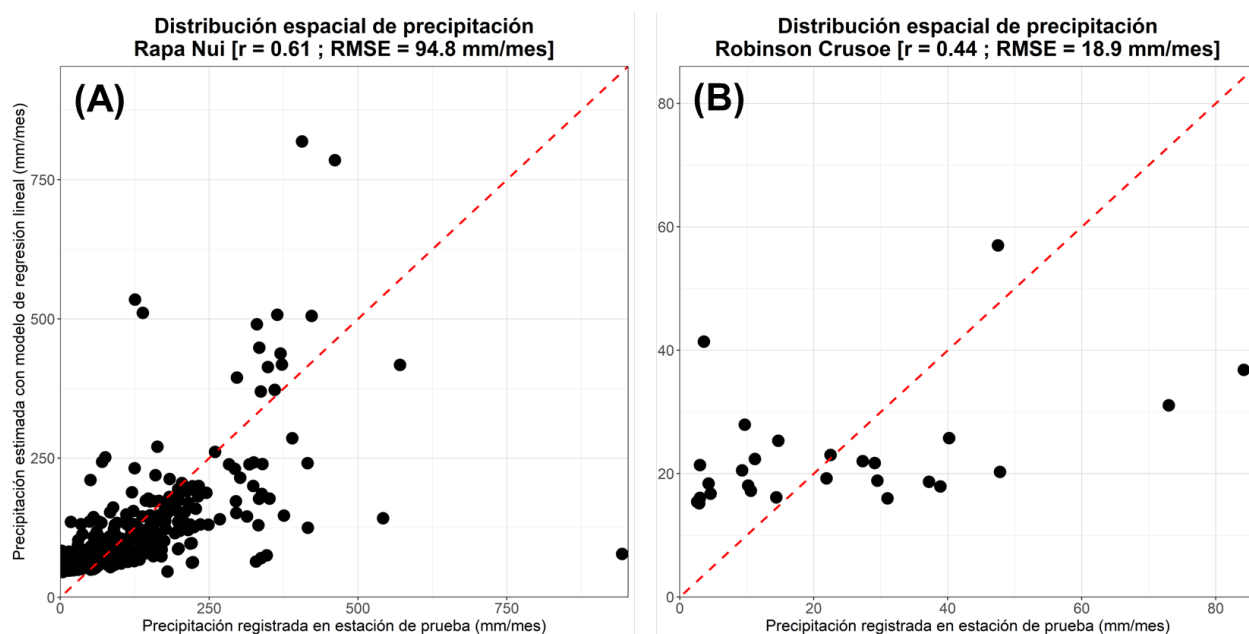 Distribución espacial de precipitación
Rapa Nui [r = 0.61 ; RMSE = 94.8 mm/mes]
(A)
Precipitación estimada con modelo de regresión lineal (mm/mes)
750
500
250
0
0
250
500
750
Precipitación registrada en estación de prueba (mm/mes)
Distribución espacial de precipitación
Robinson Crusoe [r = 0.44 ; RMSE = 18.9 mm/mes]
(B)
80
60
40
20
0
0
20
40
60
80
Precipitación registrada en estación de prueba (mm/mes)